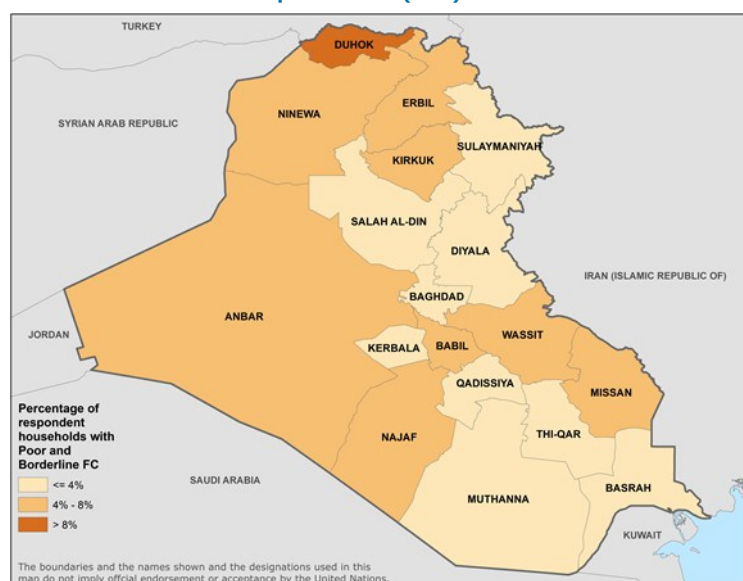 TURKEY
DUHOK
NINEWA
ERBIL
SYRIAN ARAB REPUBLIC
KIRKUK
SULAYMANIYAH
SALAH AL-DIN
DIYALA
IRAN (ISLAMIC REPUBLIC OF)
BAGHDAD
ANBAR
JORDAN
KERBALA
BABIL
WASSIT
QADISSIYA
MISSAN
Percentage of
respondent
households with
Poor and
Borderline FC
<= 4%
4% - 8%
> 8%
NAJAF
THI-QAR
SAUDI ARABIA
MUTHANNA
BASRAH
KUWAIT
The boundaries and the names shown and the designations used in this
map do not imply offcial endorsement or acceptance by the United Nations.